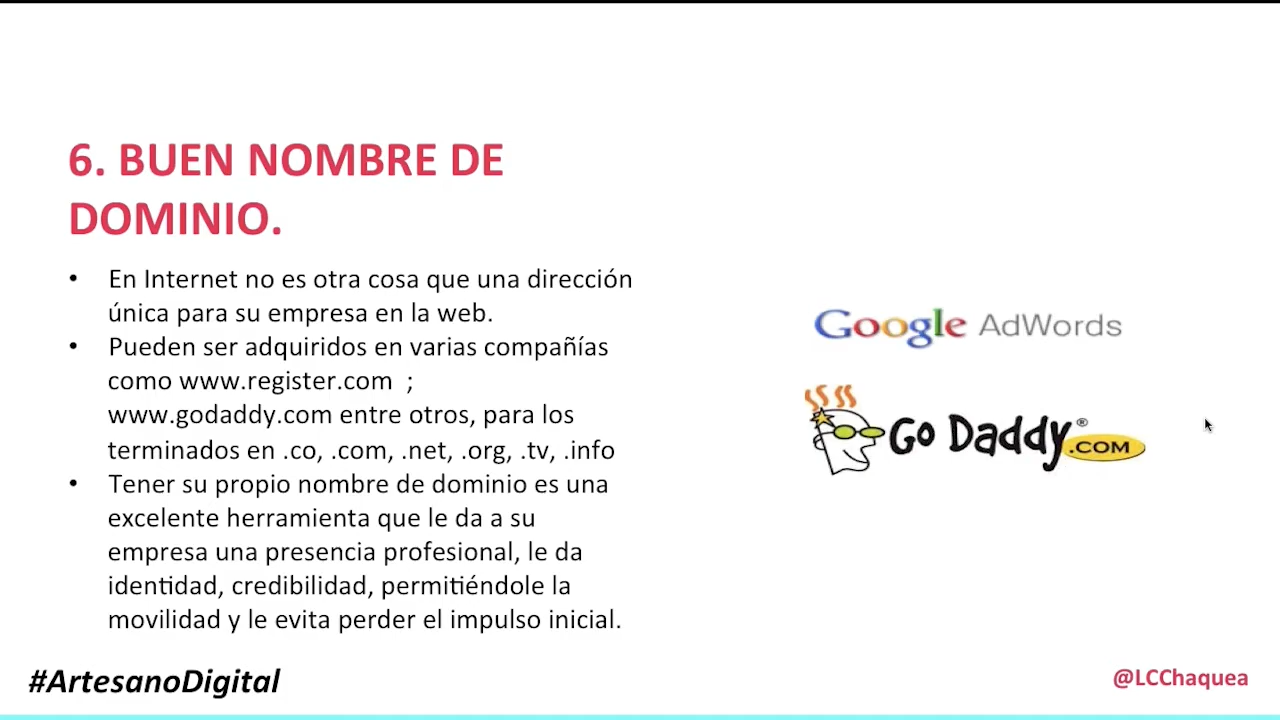 6. BUEN NOMBRE DE
DOMINIO.
• En Internet no es otra cosa que una dirección
única para su empresa en la web.
• Pueden ser adquiridos en varias compañías
como www.register.com ;
www.godaddy.com entre otros, para los
terminados en .co, .com, .net, .org, .tv, .info
• Tener su propio nombre de dominio es una
excelente herramienta que le da a su
empresa una presencia profesional, le da
identidad, credibilidad, permitiéndole la
movilidad y le evita perder el impulso inicial.
Google AdWords
Go Daddy® .COM
#ArtesanoDigital
@LCChaquea